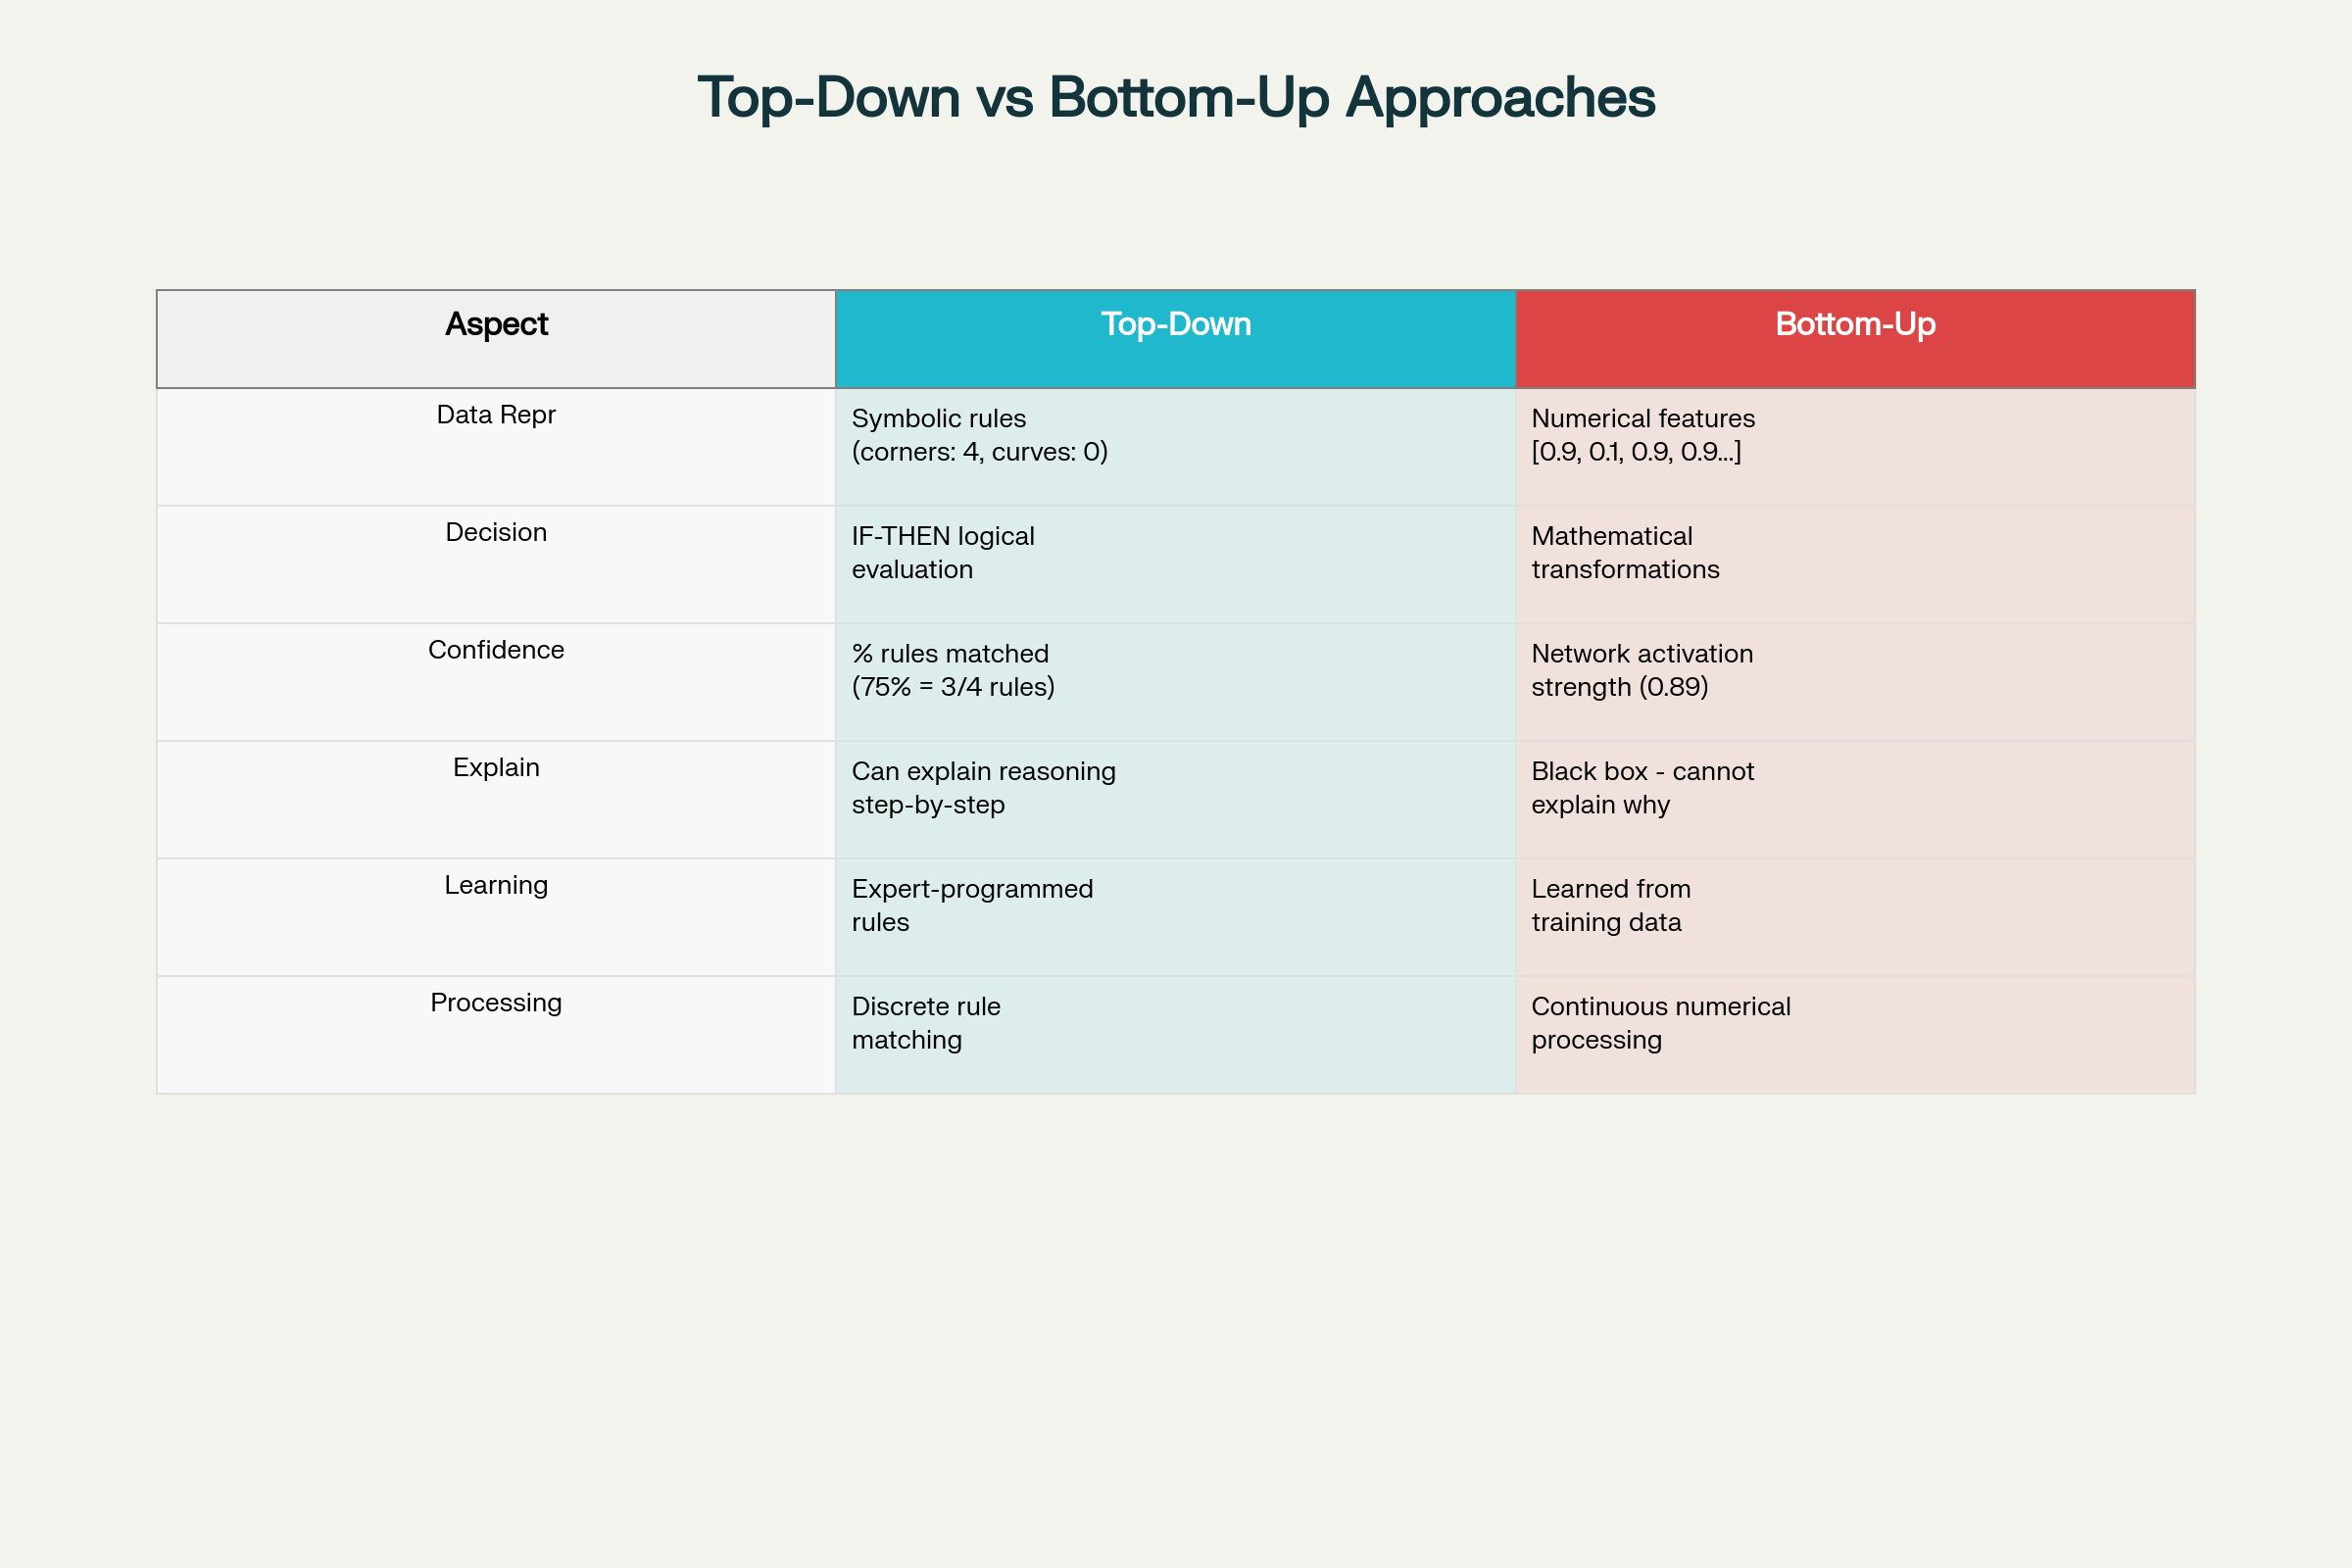 Top-Down vs Bottom-Up Approaches
Aspect
Top-Down
Bottom-Up
Data Repr
Symbolic rules
(corners: 4, curves: 0)
Numerical features
[0.9, 0.1, 0.9, 0.9...]
Decision
IF-THEN logical
evaluation
Mathematical
transformations
Confidence
% rules matched
(75% = 3/4 rules)
Network activation
strength (0.89)
Explain
Can explain reasoning
step-by-step
Black box - cannot
explain why
Learning
Expert-programmed
rules
Learned from
training data
Processing
Discrete rule
matching
Continuous numerical
processing